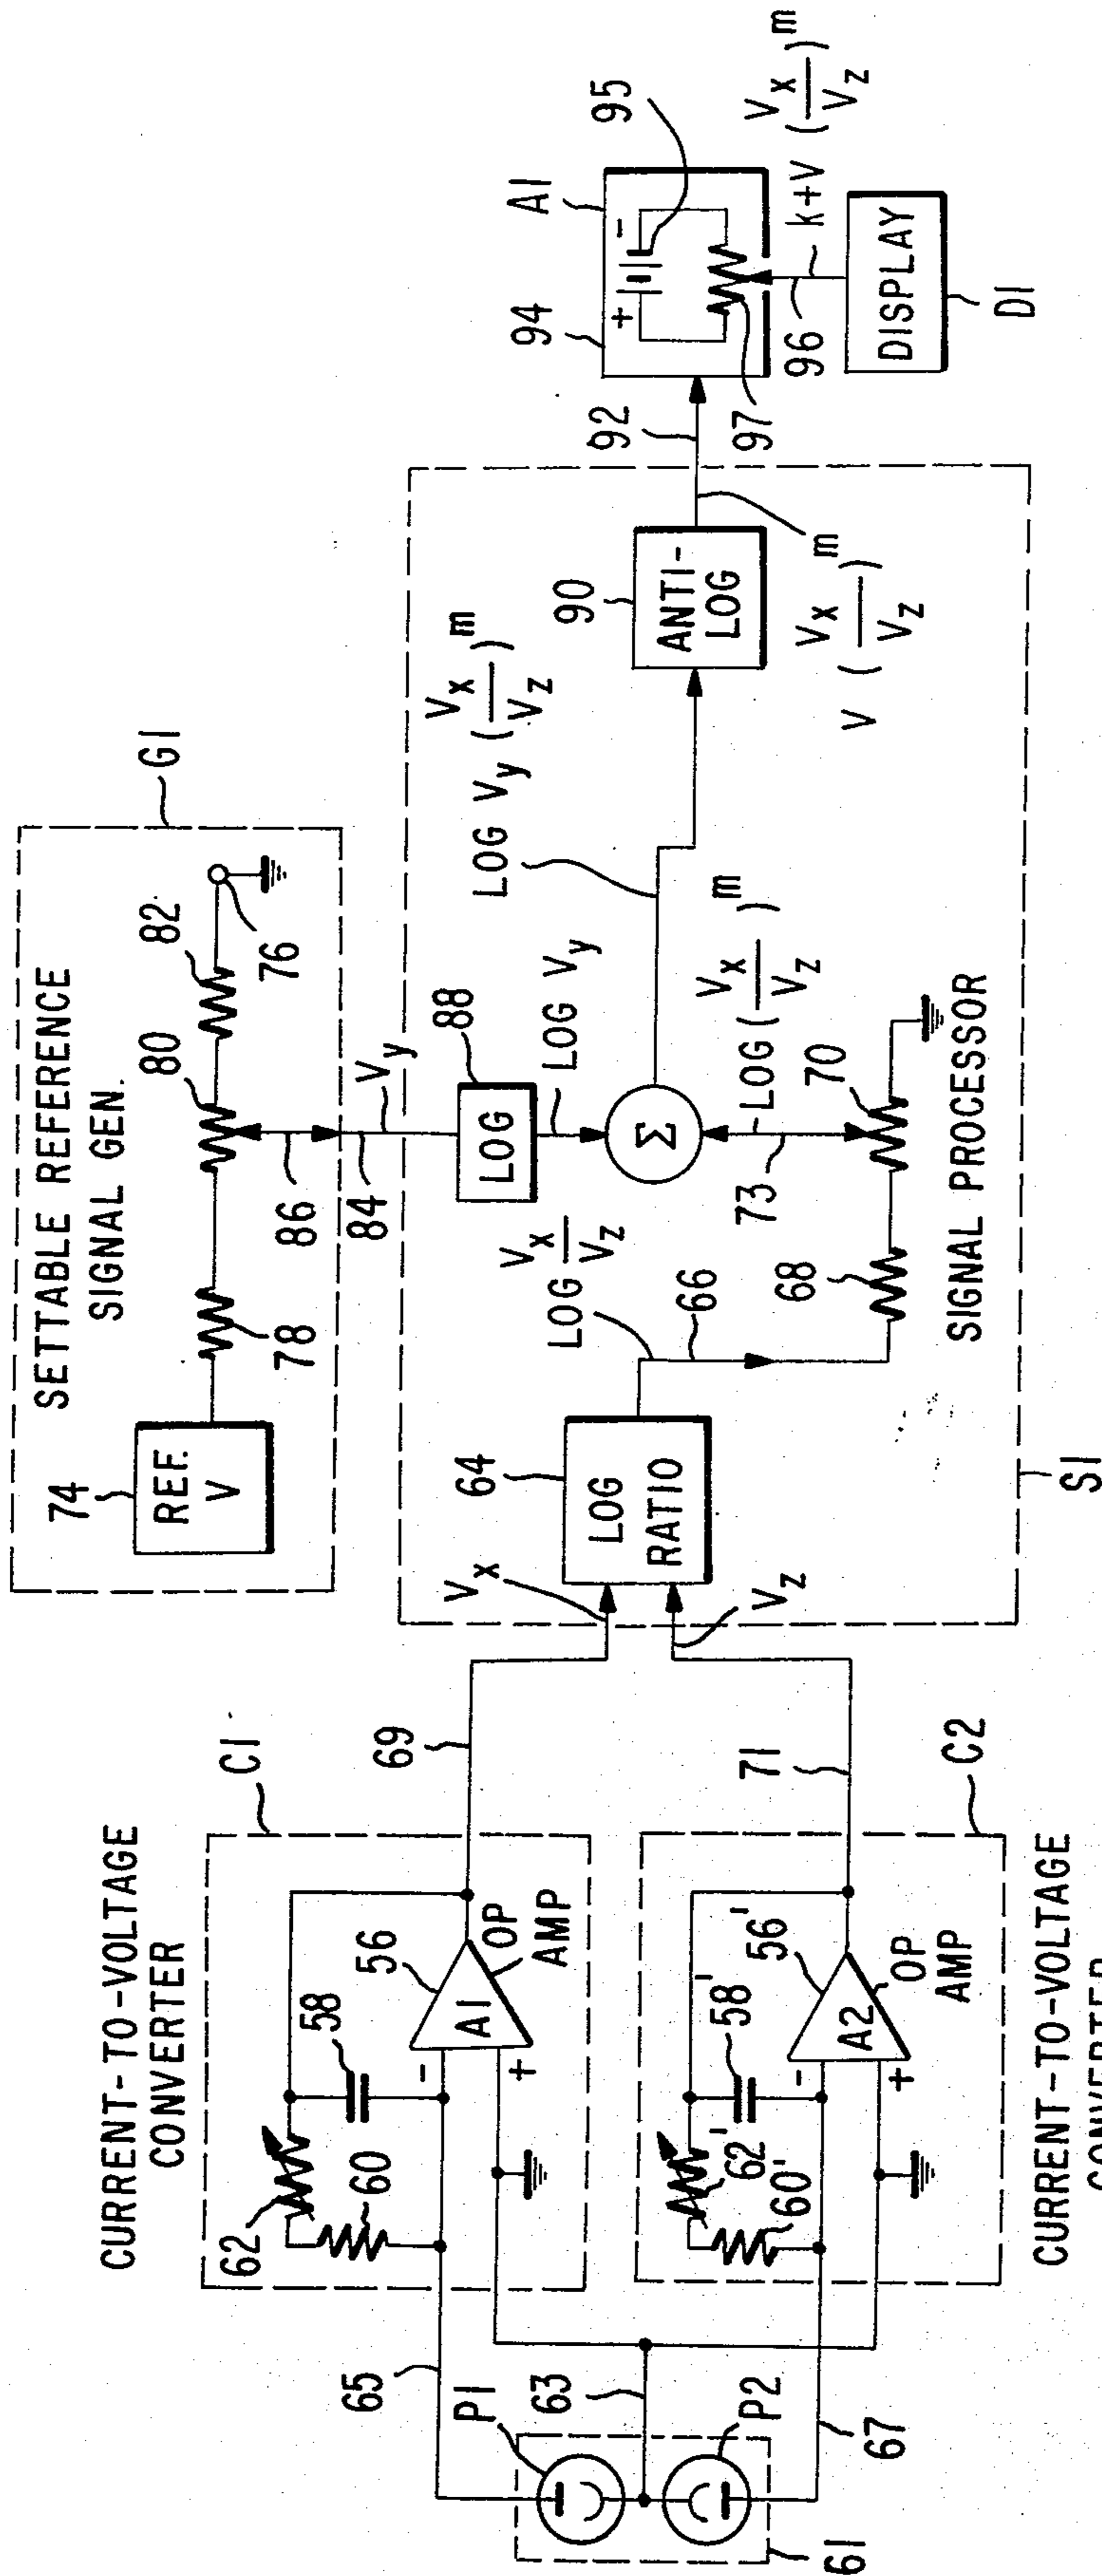 SETTABLE REFERENCE
SIGNAL GEN.
G1
74
REF.
V
78
80
82
76
86
84
Vy
CURRENT-TO-VOLTAGE
CONVERTER
C1
62
60
58
56
A1
OP
AMP
-
+
69
65
P1
63
P2
67
61
62'
60'
58'
56'
A2
OP
AMP
-
+
71
C2
CURRENT-TO-VOLTAGE
Vx
Vz
64
LOG
RATIO
LOG Vx/Vz
66
68
70
73
LOG (Vx/Vz)^m
88
LOG
LOG Vy
Σ
LOG Vy (Vx/Vz)^m
90
ANTI-
LOG
V (Vx/Vz)^m
SIGNAL PROCESSOR
S1
92
94
A1
+
-
95
97
96
k+V (Vx/Vz)^m
DISPLAY
D1